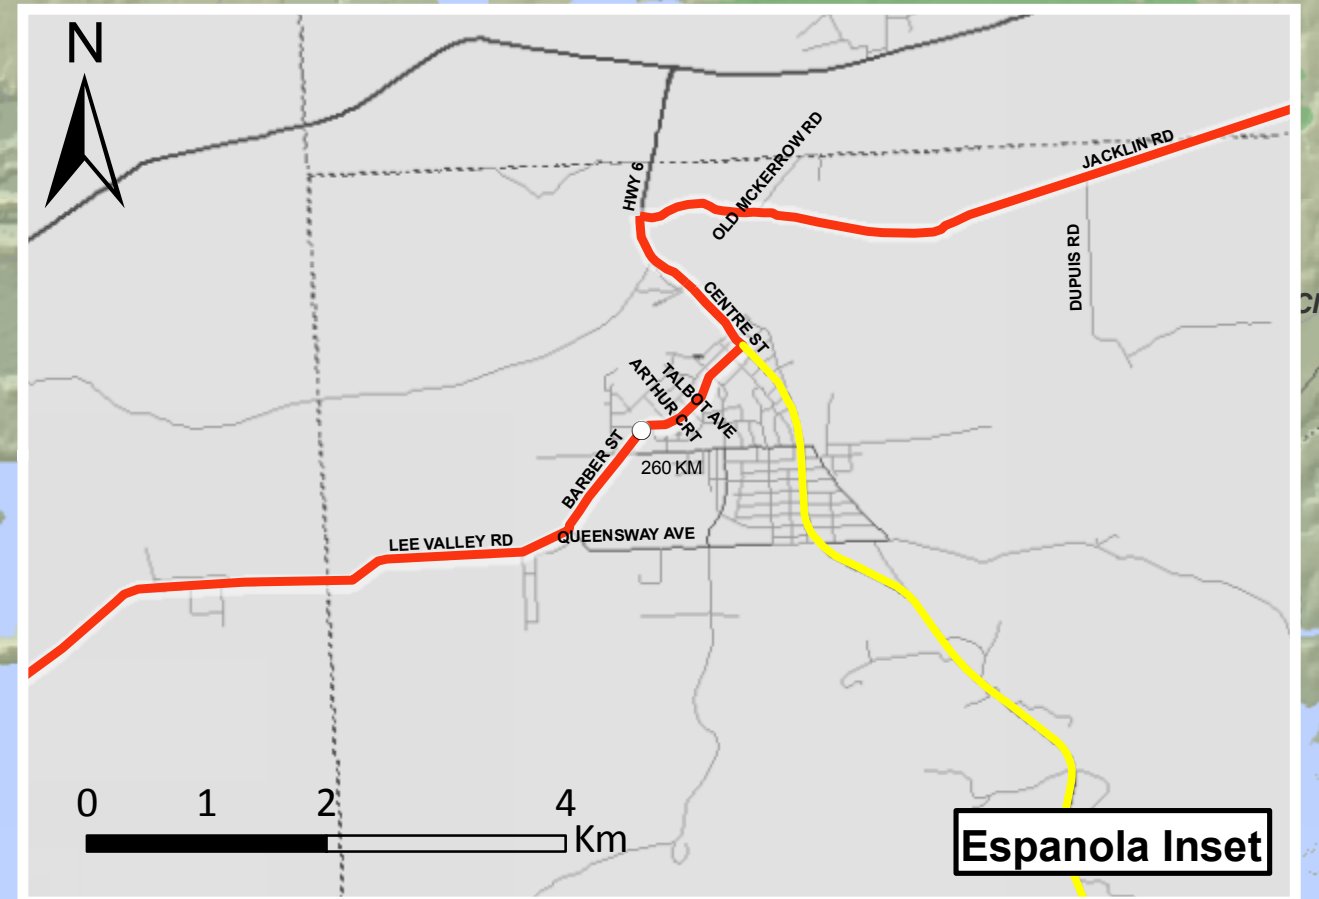 N
HWY 6
OLD MCKERROW RD
JACKLIN RD
DUPUIS RD
CENTRE ST
TALBOT AVE
ARTHUR CRT
BARBER ST
260 KM
QUEENSWAY AVE
LEE VALLEY RD
0 1 2 4
Km
Espanola Inset